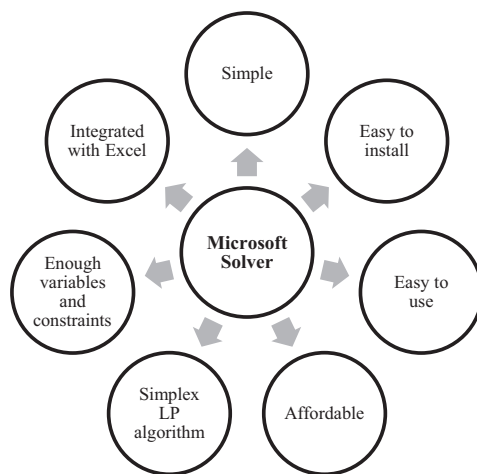 Simple
Integrated
with Excel
Easy to
install
Microsoft
Solver
Enough
variables
and
constraints
Easy to
use
Simplex
LP
algorithm
Affordable